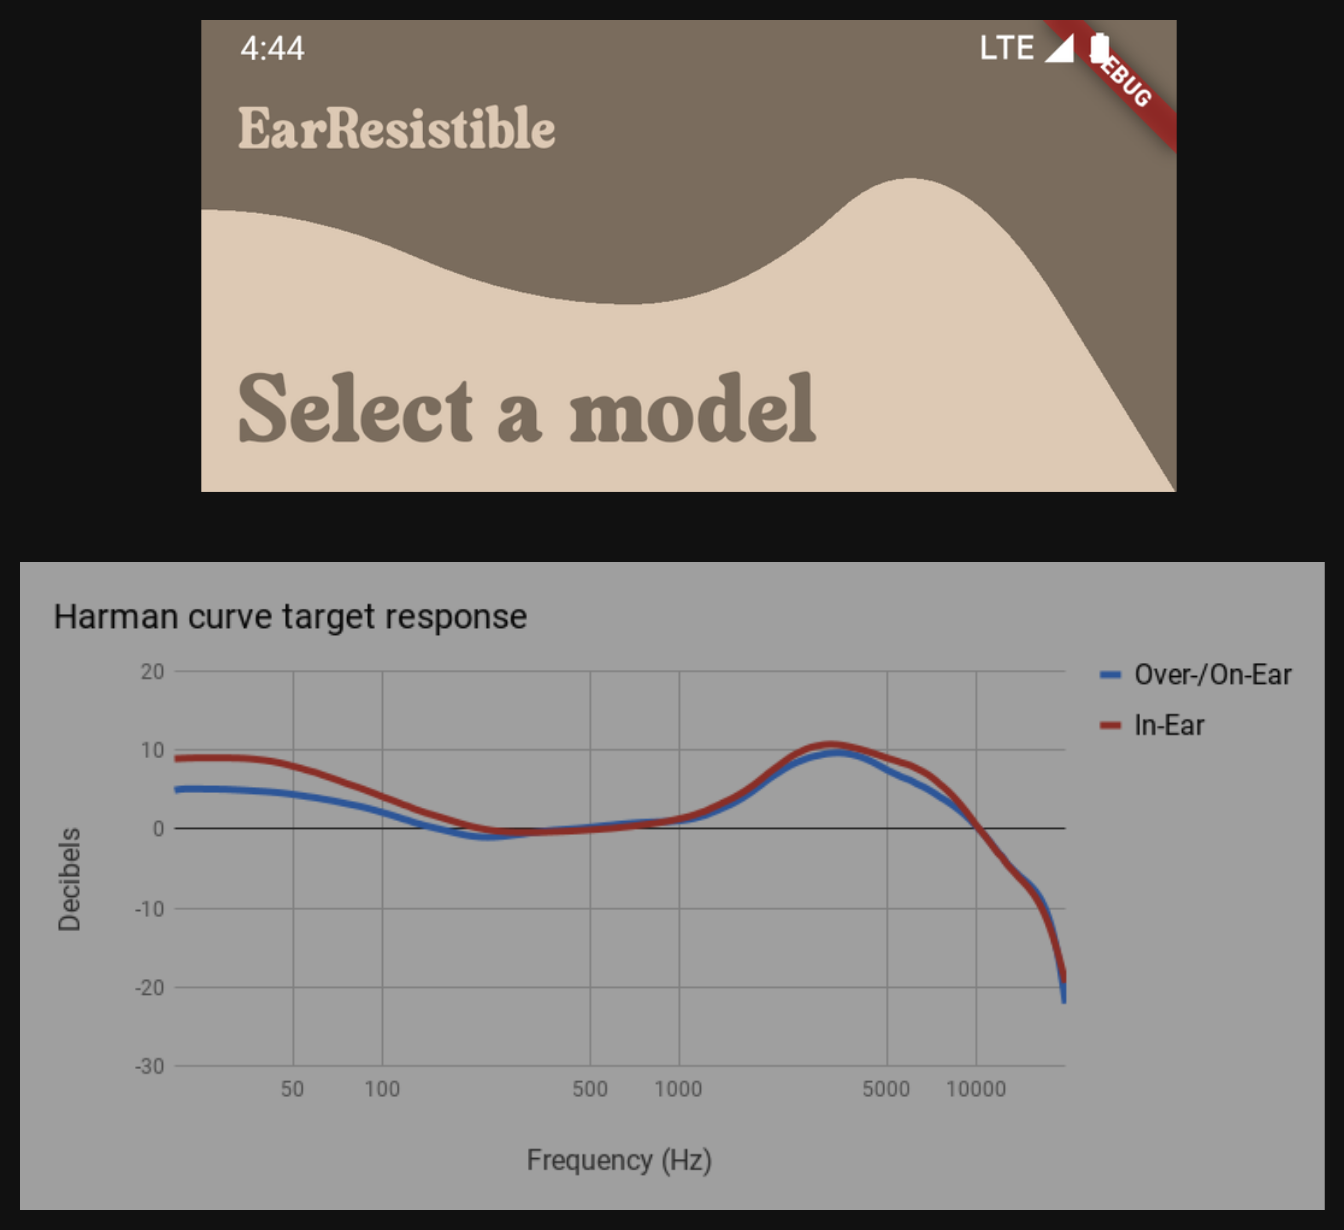 4:44 LTE
EBUG
EarResistible
Select a model
Harman curve target response
20
10
0
-10
-20
-30
Decibels
50 100 500 1000 5000 10000
Frequency (Hz)
Over-/On-Ear
In-Ear